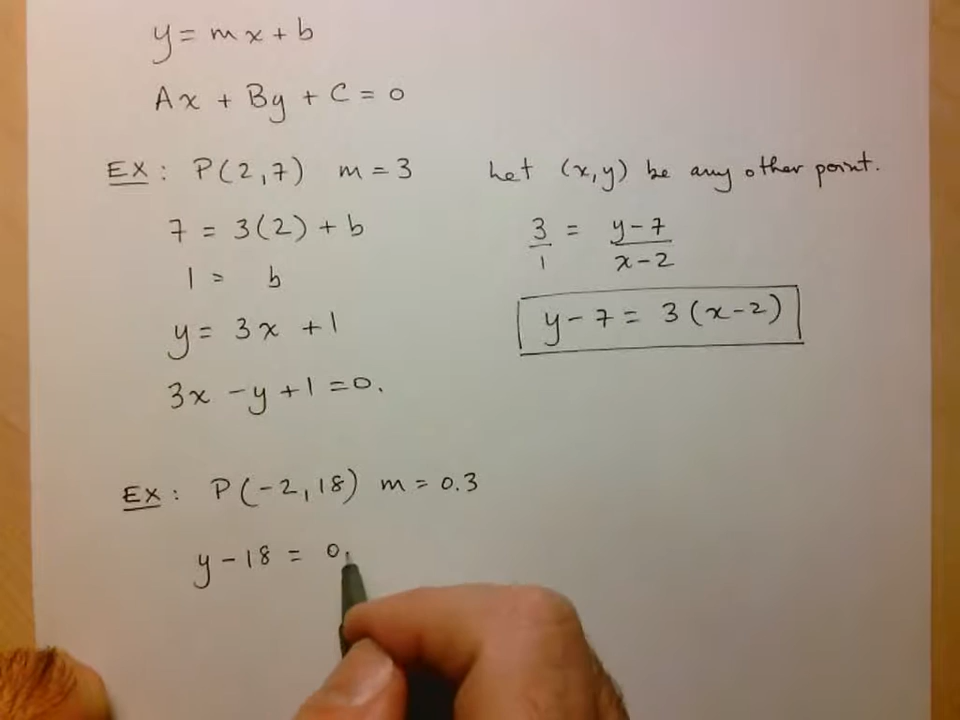 y = mx + b
Ax + By + C = 0
EX: P(2,7) m = 3
7 = 3(2) + b
1 = b
y = 3x + 1
3x - y + 1 = 0.
Let (x,y) be any other point.
3/1 = y-7/x-2
y - 7 = 3(x-2)
EX: P(-2,18) m = 0.3
y - 18 = 0.